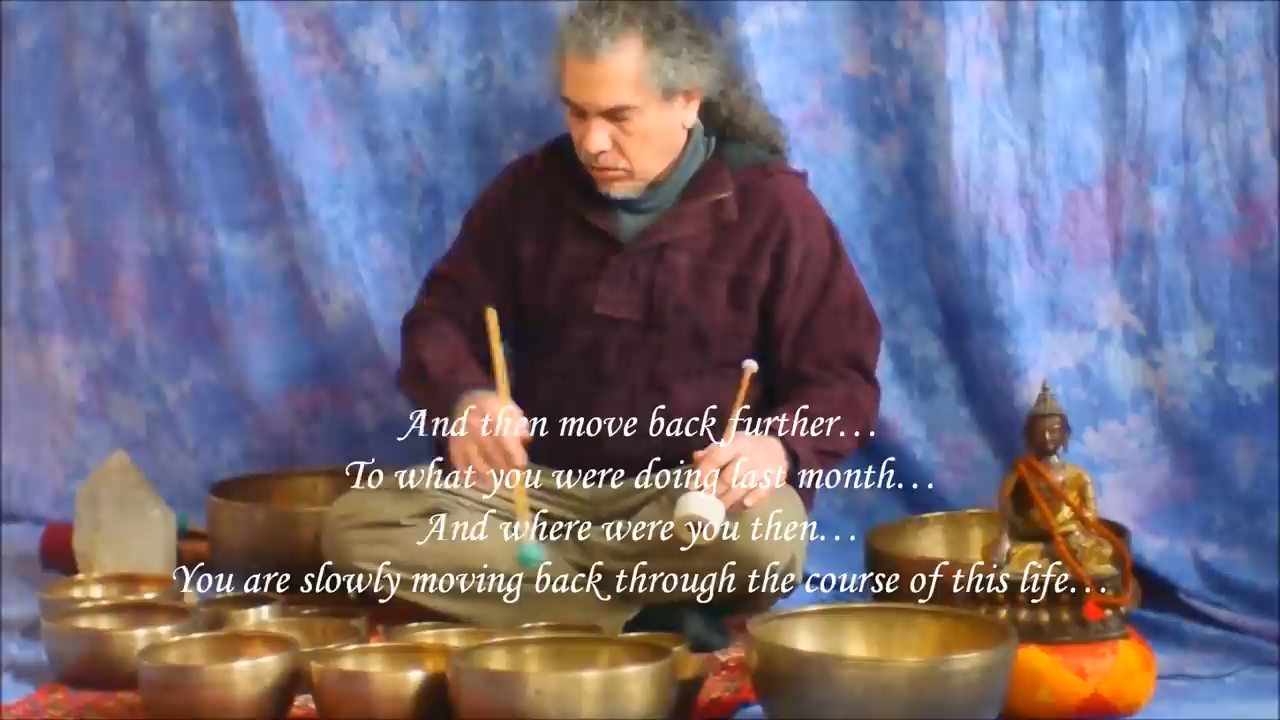 And then move back further…
To what you were doing last month…
And where were you then…
You are slowly moving back through the course of this life…